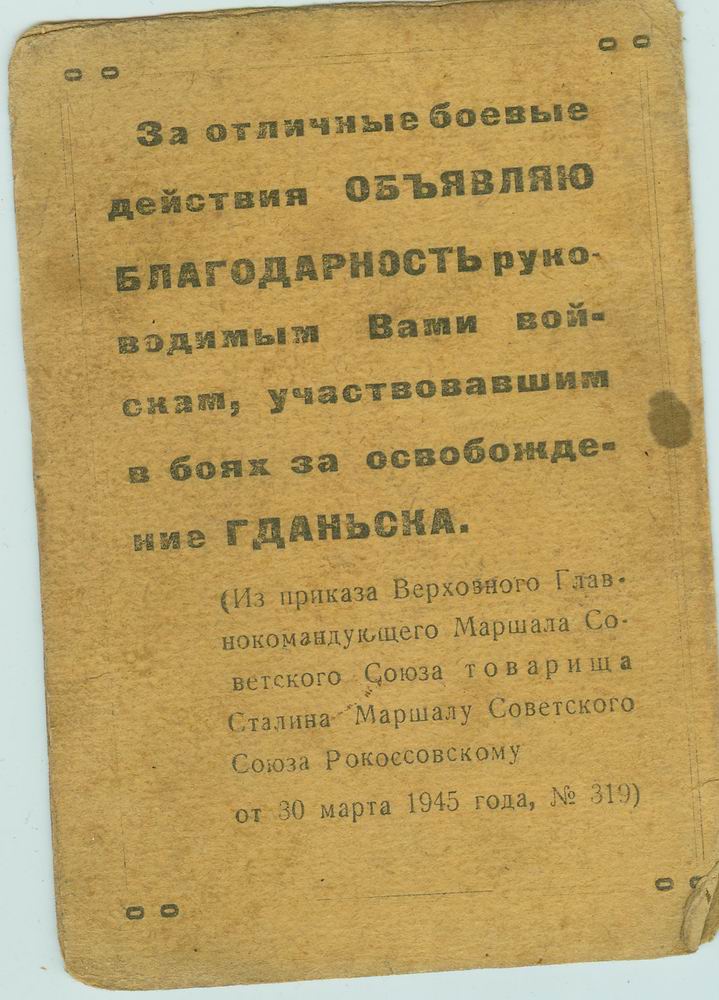 За отличные боевые
действия ОБЪЯВЛЯЮ
БЛАГОДАРНОСТЬ руко-
водимым Вами вой-
скам, участвовавшим
в боях за освобожде-
ние ГДАНЬСКА.
(Из приказа Верховного Глав-
нокомандующего Маршала Со-
ветского Союза товарища
Сталина Маршалу Советского
Союза Рокоссовскому
от 30 марта 1945 года, № 319)